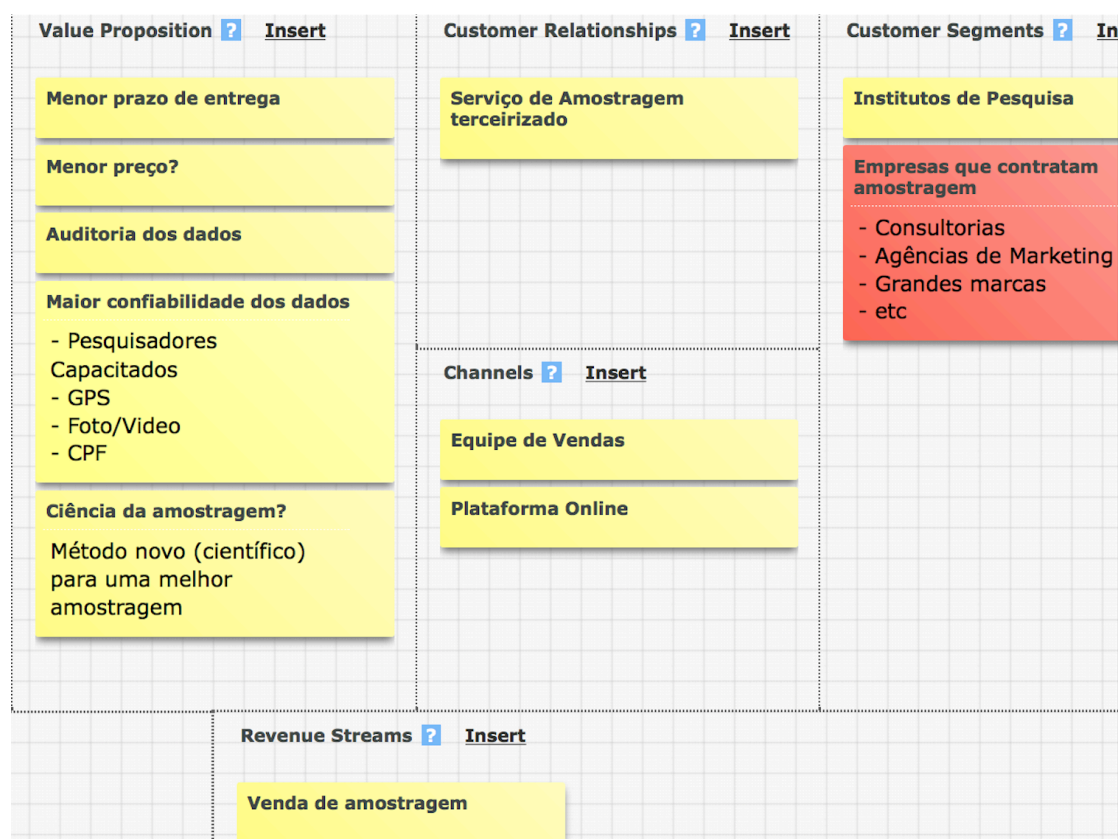 Value Proposition ? Insert
Menor prazo de entrega
Menor preço?
Auditoria dos dados
Maior confiabilidade dos dados
- Pesquisadores
Capacitados
- GPS
- Foto/Video
- CPF
Ciência da amostragem?
Método novo (científico)
para uma melhor
amostragem
Customer Relationships ? Insert
Serviço de Amostragem
terceirizado
Channels ? Insert
Equipe de Vendas
Plataforma Online
Customer Segments ? In
Institutos de Pesquisa
Empresas que contratam
amostragem
- Consultorias
- Agências de Marketing
- Grandes marcas
- etc
Revenue Streams ? Insert
Venda de amostragem